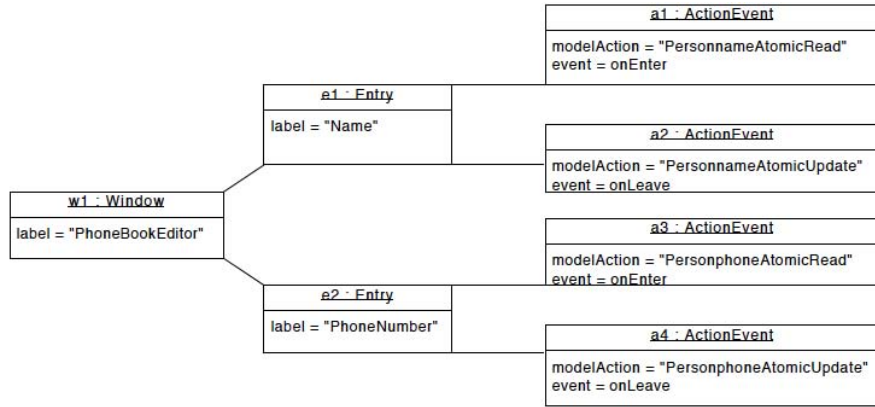 a1 : ActionEvent
modelAction = "PersonnameAtomicRead"
event = onEnter
e1 : Entry
label = "Name"
a2 : ActionEvent
modelAction = "PersonnameAtomicUpdate"
event = onLeave
w1 : Window
label = "PhoneBookEditor"
a3 : ActionEvent
modelAction = "PersonphoneAtomicRead"
event = onEnter
e2 : Entry
label = "PhoneNumber"
a4 : ActionEvent
modelAction = "PersonphoneAtomicUpdate"
event = onLeave